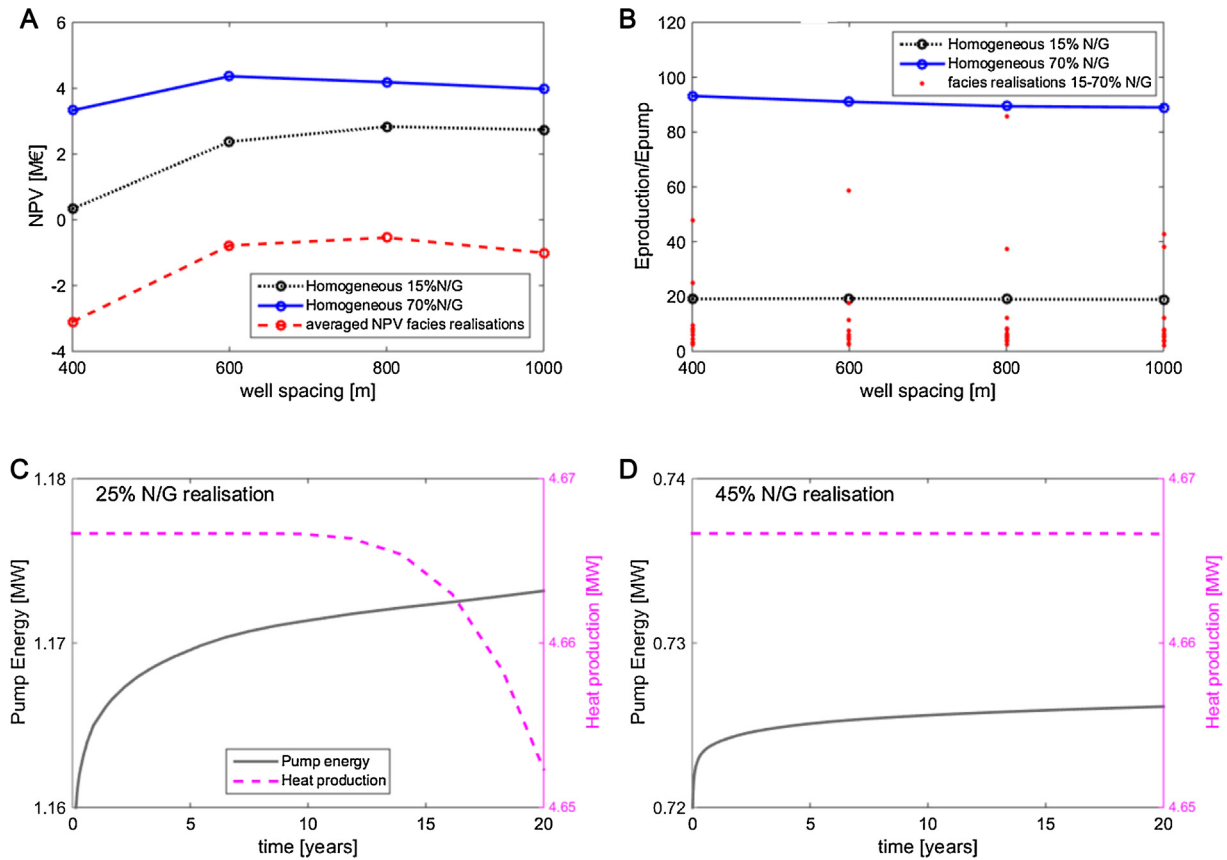 A
NPV [M€]
6
4
2
0
-2
-4
400
600
800
1000
well spacing [m]
Homogeneous 15%N/G
Homogeneous 70%N/G
averaged NPV facies realisations
B
Eproduction/Epump
120
100
80
60
40
20
0
400
600
800
1000
well spacing [m]
Homogeneous 15% N/G
Homogeneous 70% N/G
facies realisations 15-70% N/G
C
25% N/G realisation
Pump Energy [MW]
1.18
1.17
1.16
0
5
10
15
20
time [years]
Pump energy
Heat production
4.67
4.66
4.65
Heat production [MW]
D
45% N/G realisation
Pump Energy [MW]
0.74
0.73
0.72
0
5
10
15
20
time [years]
4.67
4.66
4.65
Heat production [MW]